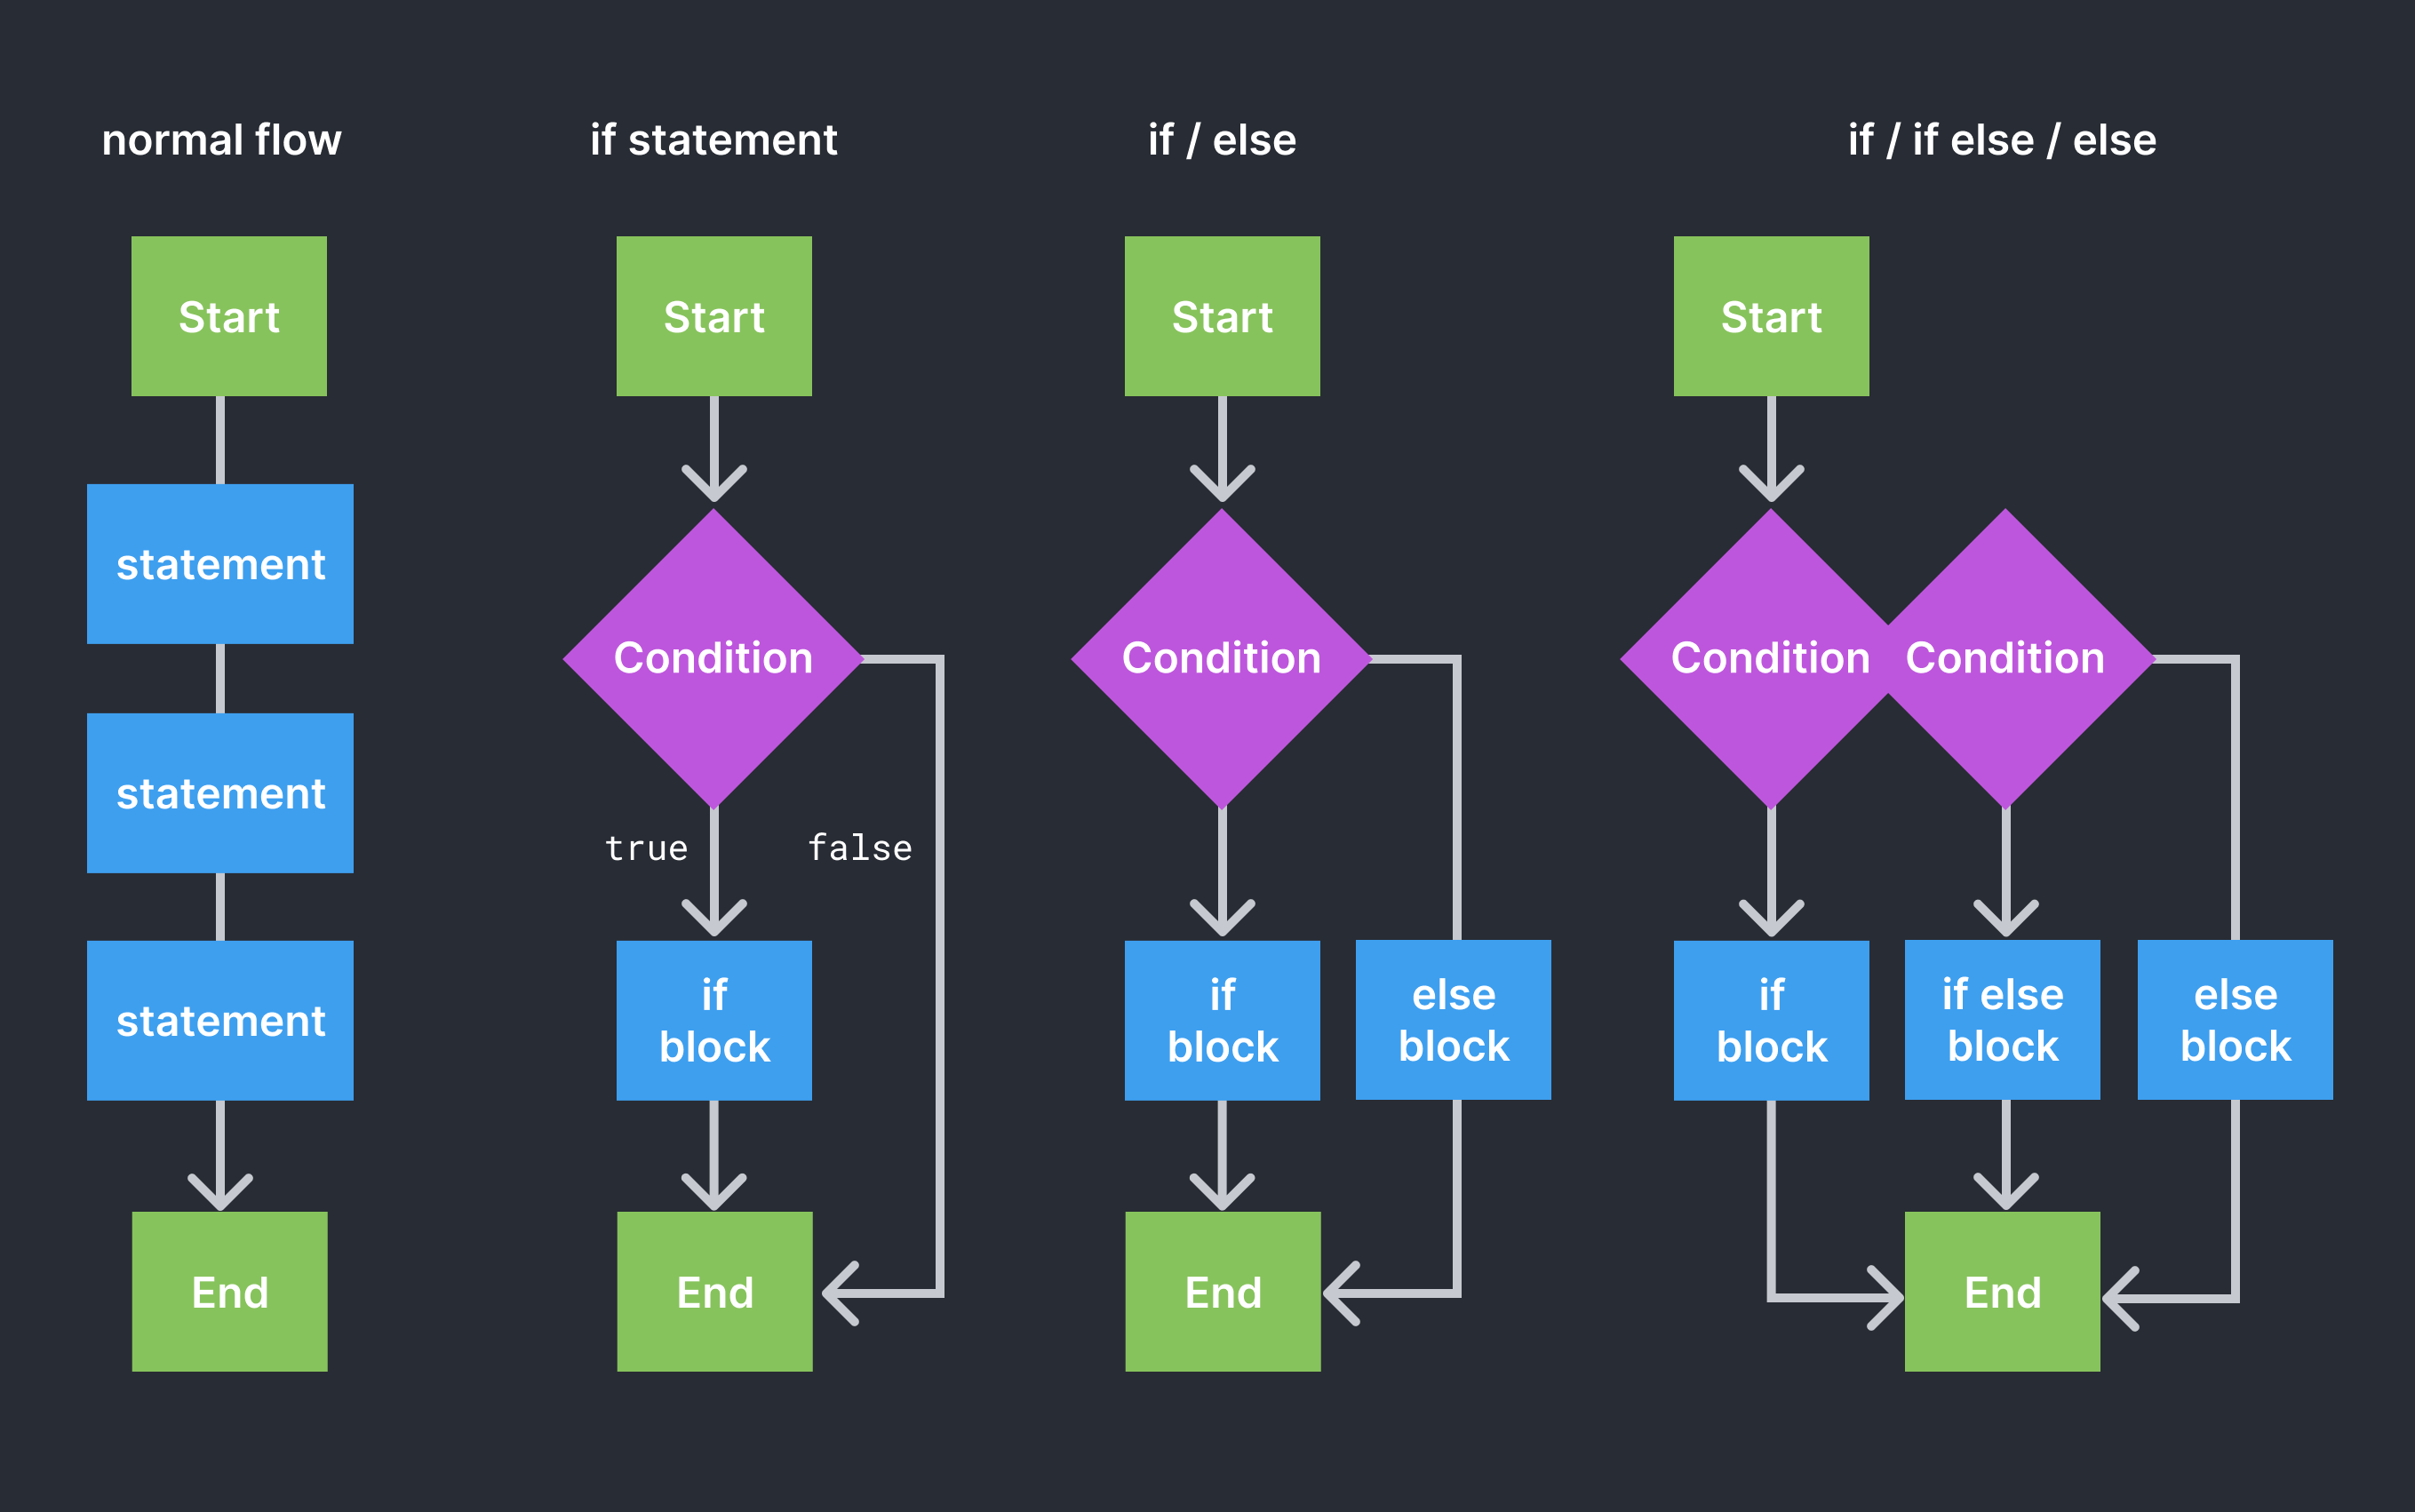 normal flow
Start
statement
statement
statement
End
if statement
Start
Condition
true
false
if
block
End
if / else
Start
Condition
if
block
else
block
End
if / if else / else
Start
Condition
Condition
if
block
if else
block
else
block
End